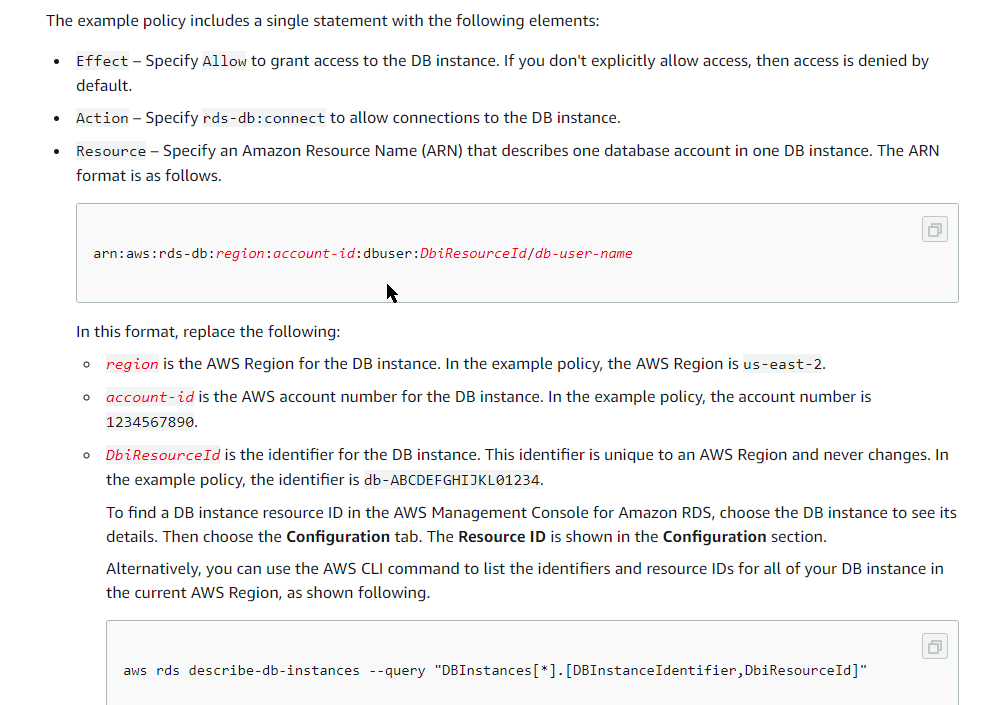 The example policy includes a single statement with the following elements:
Effect – Specify Allow to grant access to the DB instance. If you don't explicitly allow access, then access is denied by
default.
Action – Specify rds-db:connect to allow connections to the DB instance.
Resource – Specify an Amazon Resource Name (ARN) that describes one database account in one DB instance. The ARN
format is as follows.
arn:aws:rds-db:region:account-id:dbuser:DbiResourceId/db-user-name
In this format, replace the following:
region is the AWS Region for the DB instance. In the example policy, the AWS Region is us-east-2.
account-id is the AWS account number for the DB instance. In the example policy, the account number is
1234567890.
DbiResourceId is the identifier for the DB instance. This identifier is unique to an AWS Region and never changes. In
the example policy, the identifier is db-ABCDEFGHIJKL01234.
To find a DB instance resource ID in the AWS Management Console for Amazon RDS, choose the DB instance to see its
details. Then choose the Configuration tab. The Resource ID is shown in the Configuration section.
Alternatively, you can use the AWS CLI command to list the identifiers and resource IDs for all of your DB instance in
the current AWS Region, as shown following.
aws rds describe-db-instances --query "DBInstances[*].[DBInstanceIdentifier,DbiResourceId]"